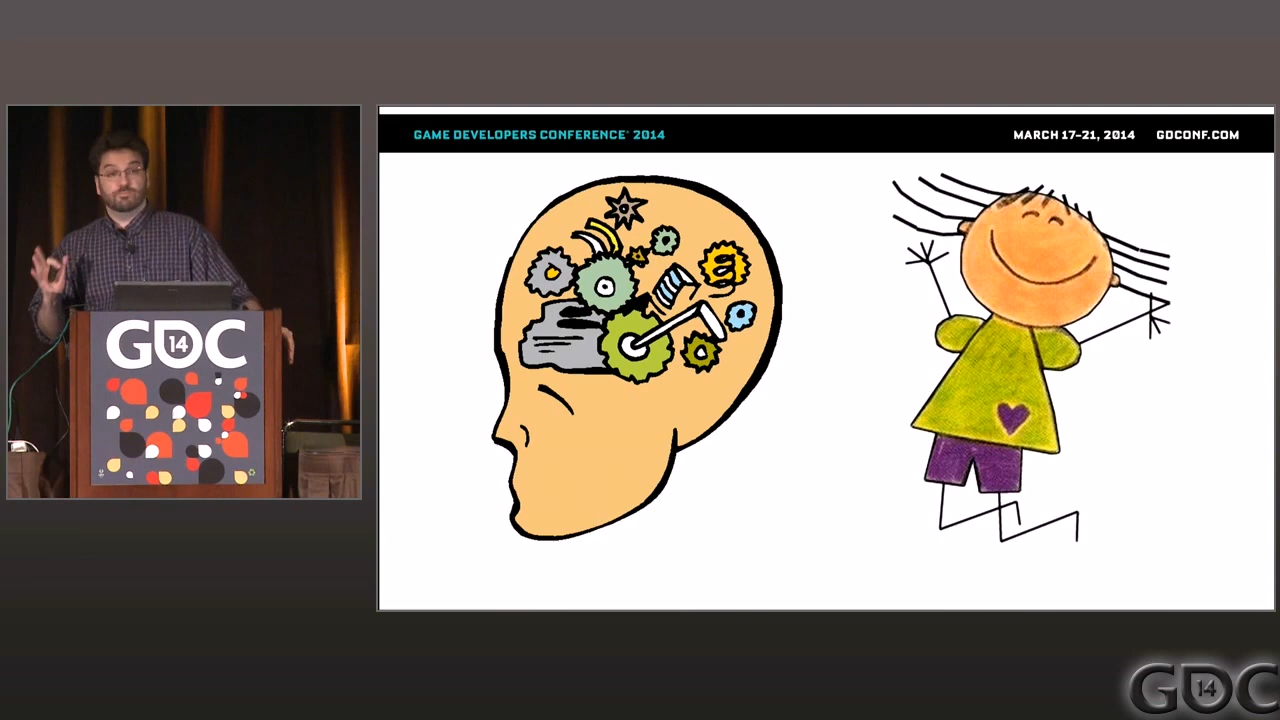 GAME DEVELOPERS CONFERENCE® 2014
MARCH 17-21, 2014 GDCONF.COM
GDC
14
GDC
14